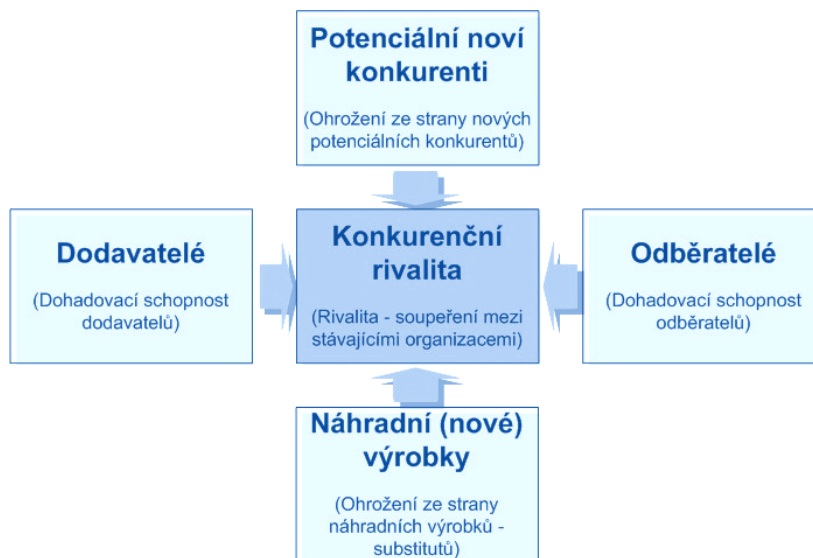 Potenciální noví
konkurenti
(Ohrožení ze strany nových
potenciálních konkurentů)
Dodavatelé
(Dohadovací schopnost
dodavatelů)
Konkurenční
rivalita
(Rivalita - soupeření mezi
stávajícími organizacemi)
Odběratelé
(Dohadovací schopnost
odběratelů)
Náhradní (nové)
výrobky
(Ohrožení ze strany
náhradních výrobků -
substitutů)